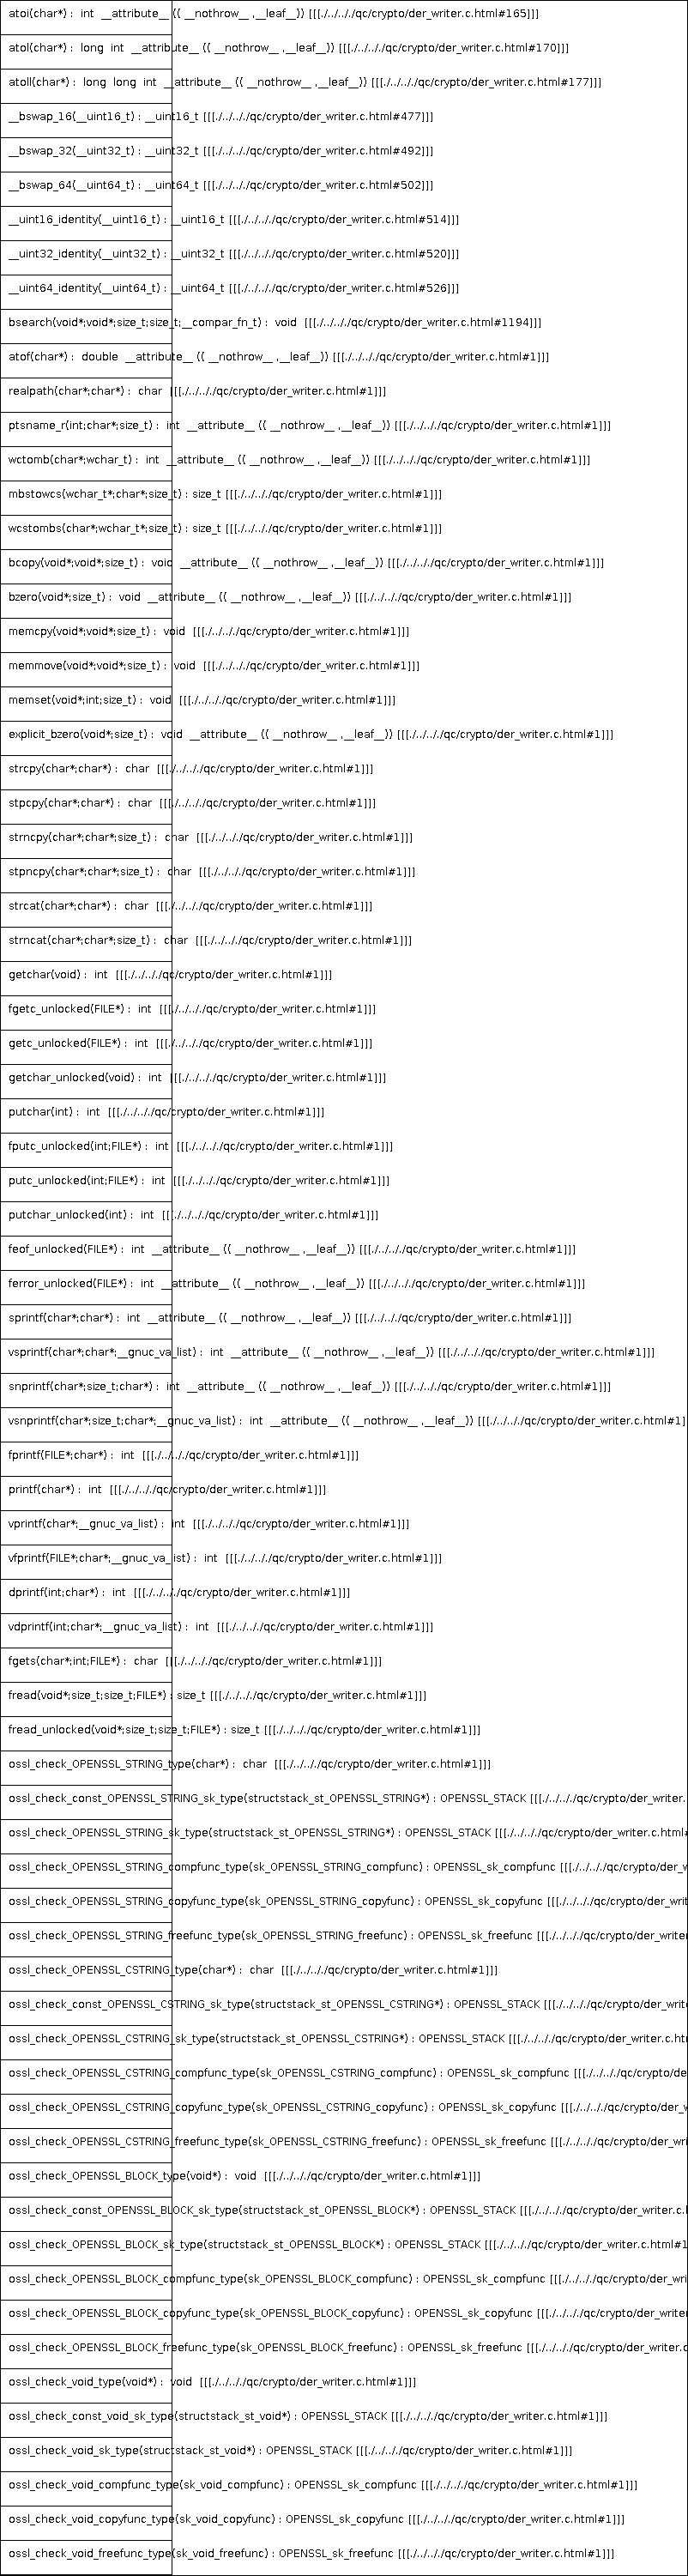 atoi(char*) :  int  __attribute__ (( __nothrow__ ,__leaf__)) [[[./../../qc/crypto/der_writer.c.html#165]]]
atol(char*) :  long  int  __attribute__ (( __nothrow__ ,__leaf__)) [[[./../../qc/crypto/der_writer.c.html#170]]]
atoll(char*) :  long  long  int  __attribute__ (( __nothrow__ ,__leaf__)) [[[./../../qc/crypto/der_writer.c.html#177]]]
__bswap_16(__uint16_t) : __uint16_t [[[./../.././qc/crypto/der_writer.c.html#477]]]
__bswap_32(__uint32_t) : __uint32_t [[[./../.././qc/crypto/der_writer.c.html#492]]]
__bswap_64(__uint64_t) : __uint64_t [[[./../.././qc/crypto/der_writer.c.html#502]]]
__uint16_identity(__uint16_t) : __uint16_t [[[./../.././qc/crypto/der_writer.c.html#514]]]
__uint32_identity(__uint32_t) : __uint32_t [[[./../.././qc/crypto/der_writer.c.html#520]]]
__uint64_identity(__uint64_t) : __uint64_t [[[./../.././qc/crypto/der_writer.c.html#526]]]
bsearch(void*;void*;size_t;size_t;__compar_fn_t) :  void  [[[./../.././qc/crypto/der_writer.c.html#1194]]]
atof(char*) :  double  __attribute__ (( __nothrow__ ,__leaf__)) [[[./../.././qc/crypto/der_writer.c.html#1]]]
realpath(char*;char*) :  char  [[[./../.././qc/crypto/der_writer.c.html#1]]]
ptsname_r(int;char*;size_t) :  int  __attribute__ (( __nothrow__ ,__leaf__)) [[[./../.././qc/crypto/der_writer.c.html#1]]]
wctomb(char*;wchar_t) :  int  __attribute__ (( __nothrow__ ,__leaf__)) [[[./../.././qc/crypto/der_writer.c.html#1]]]
mbstowcs(wchar_t*;char*;size_t) : size_t [[[./../.././qc/crypto/der_writer.c.html#1]]]
wcstombs(char*;wchar_t*;size_t) : size_t [[[./../.././qc/crypto/der_writer.c.html#1]]]
bcopy(void*;void*;size_t) :  void  __attribute__ (( __nothrow__ ,__leaf__)) [[[./../.././qc/crypto/der_writer.c.html#1]]]
bzero(void*;size_t) :  void  __attribute__ (( __nothrow__ ,__leaf__)) [[[./../.././qc/crypto/der_writer.c.html#1]]]
memcpy(void*;void*;size_t) :  void  [[[./../.././qc/crypto/der_writer.c.html#1]]]
memmove(void*;void*;size_t) :  void  [[[./../.././qc/crypto/der_writer.c.html#1]]]
memset(void*;int;size_t) :  void  [[[./../.././qc/crypto/der_writer.c.html#1]]]
explicit_bzero(void*;size_t) :  void  __attribute__ (( __nothrow__ ,__leaf__)) [[[./../.././qc/crypto/der_writer.c.html#1]]]
strcpy(char*;char*) :  char  [[[./../.././qc/crypto/der_writer.c.html#1]]]
stpcpy(char*;char*) :  char  [[[./../.././qc/crypto/der_writer.c.html#1]]]
strncpy(char*;char*;size_t) :  char  [[[./../.././qc/crypto/der_writer.c.html#1]]]
stpncpy(char*;char*;size_t) :  char  [[[./../.././qc/crypto/der_writer.c.html#1]]]
strcat(char*;char*) :  char  [[[./../.././qc/crypto/der_writer.c.html#1]]]
strncat(char*;char*;size_t) :  char  [[[./../.././qc/crypto/der_writer.c.html#1]]]
getchar(void) :  int  [[[./../.././qc/crypto/der_writer.c.html#1]]]
fgetc_unlocked(FILE*) :  int  [[[./../.././qc/crypto/der_writer.c.html#1]]]
getc_unlocked(FILE*) :  int  [[[./../.././qc/crypto/der_writer.c.html#1]]]
getchar_unlocked(void) :  int  [[[./../.././qc/crypto/der_writer.c.html#1]]]
putchar(int) :  int  [[[./../.././qc/crypto/der_writer.c.html#1]]]
fputc_unlocked(int;FILE*) :  int  [[[./../.././qc/crypto/der_writer.c.html#1]]]
putc_unlocked(int;FILE*) :  int  [[[./../.././qc/crypto/der_writer.c.html#1]]]
putchar_unlocked(int) :  int  [[[./../.././qc/crypto/der_writer.c.html#1]]]
feof_unlocked(FILE*) :  int  __attribute__ (( __nothrow__ ,__leaf__)) [[[./../.././qc/crypto/der_writer.c.html#1]]]
ferror_unlocked(FILE*) :  int  __attribute__ (( __nothrow__ ,__leaf__)) [[[./../.././qc/crypto/der_writer.c.html#1]]]
sprintf(char*;char*) :  int  __attribute__ (( __nothrow__ ,__leaf__)) [[[./../.././qc/crypto/der_writer.c.html#1]]]
vsprintf(char*;char*;__gnuc_va_list) :  int  __attribute__ (( __nothrow__ ,__leaf__)) [[[./../.././qc/crypto/der_writer.c.html#1]]]
snprintf(char*;size_t;char*) :  int  __attribute__ (( __nothrow__ ,__leaf__)) [[[./../.././qc/crypto/der_writer.c.html#1]]]
vsnprintf(char*;size_t;char*;__gnuc_va_list) :  int  __attribute__ (( __nothrow__ ,__leaf__)) [[[./../.././qc/crypto/der_writer.c.html#1]
fprintf(FILE*;char*) :  int  [[[./../.././qc/crypto/der_writer.c.html#1]]]
printf(char*) :  int  [[[./../.././qc/crypto/der_writer.c.html#1]]]
vprintf(char*;__gnuc_va_list) :  int  [[[./../.././qc/crypto/der_writer.c.html#1]]]
vfprintf(FILE*;char*;__gnuc_va_list) :  int  [[[./../.././qc/crypto/der_writer.c.html#1]]]
dprintf(int;char*) :  int  [[[./../.././qc/crypto/der_writer.c.html#1]]]
vdprintf(int;char*;__gnuc_va_list) :  int  [[[./../.././qc/crypto/der_writer.c.html#1]]]
fgets(char*;int;FILE*) :  char  [[[./../.././qc/crypto/der_writer.c.html#1]]]
fread(void*;size_t;size_t;FILE*) : size_t [[[./../.././qc/crypto/der_writer.c.html#1]]]
fread_unlocked(void*;size_t;size_t;FILE*) : size_t [[[./../.././qc/crypto/der_writer.c.html#1]]]
ossl_check_OPENSSL_STRING_type(char*) :  char  [[[./../.././qc/crypto/der_writer.c.html#1]]]
ossl_check_const_OPENSSL_STRING_sk_type(structstack_st_OPENSSL_STRING*) : OPENSSL_STACK [[[./../.././qc/crypto/der_writer.
ossl_check_OPENSSL_STRING_sk_type(structstack_st_OPENSSL_STRING*) : OPENSSL_STACK [[[./../.././qc/crypto/der_writer.c.html#
ossl_check_OPENSSL_STRING_compfunc_type(sk_OPENSSL_STRING_compfunc) : OPENSSL_sk_compfunc [[[./../.././qc/crypto/der_w
ossl_check_OPENSSL_STRING_copyfunc_type(sk_OPENSSL_STRING_copyfunc) : OPENSSL_sk_copyfunc [[[./../.././qc/crypto/der_writ
ossl_check_OPENSSL_STRING_freefunc_type(sk_OPENSSL_STRING_freefunc) : OPENSSL_sk_freefunc [[[./../.././qc/crypto/der_writer
ossl_check_OPENSSL_CSTRING_type(char*) :  char  [[[./../.././qc/crypto/der_writer.c.html#1]]]
ossl_check_const_OPENSSL_CSTRING_sk_type(structstack_st_OPENSSL_CSTRING*) : OPENSSL_STACK [[[./../.././qc/crypto/der_write
ossl_check_OPENSSL_CSTRING_sk_type(structstack_st_OPENSSL_CSTRING*) : OPENSSL_STACK [[[./../.././qc/crypto/der_writer.c.htm
ossl_check_OPENSSL_CSTRING_compfunc_type(sk_OPENSSL_CSTRING_compfunc) : OPENSSL_sk_compfunc [[[./../.././qc/crypto/de
ossl_check_OPENSSL_CSTRING_copyfunc_type(sk_OPENSSL_CSTRING_copyfunc) : OPENSSL_sk_copyfunc [[[./../.././qc/crypto/der_w
ossl_check_OPENSSL_CSTRING_freefunc_type(sk_OPENSSL_CSTRING_freefunc) : OPENSSL_sk_freefunc [[[./../.././qc/crypto/der_wri
ossl_check_OPENSSL_BLOCK_type(void*) :  void  [[[./../.././qc/crypto/der_writer.c.html#1]]]
ossl_check_const_OPENSSL_BLOCK_sk_type(structstack_st_OPENSSL_BLOCK*) : OPENSSL_STACK [[[./../.././qc/crypto/der_writer.c.
ossl_check_OPENSSL_BLOCK_sk_type(structstack_st_OPENSSL_BLOCK*) : OPENSSL_STACK [[[./../.././qc/crypto/der_writer.c.html#1
ossl_check_OPENSSL_BLOCK_compfunc_type(sk_OPENSSL_BLOCK_compfunc) : OPENSSL_sk_compfunc [[[./../.././qc/crypto/der_wri
ossl_check_OPENSSL_BLOCK_copyfunc_type(sk_OPENSSL_BLOCK_copyfunc) : OPENSSL_sk_copyfunc [[[./../.././qc/crypto/der_writer
ossl_check_OPENSSL_BLOCK_freefunc_type(sk_OPENSSL_BLOCK_freefunc) : OPENSSL_sk_freefunc [[[./../.././qc/crypto/der_writer.c
ossl_check_void_type(void*) :  void  [[[./../.././qc/crypto/der_writer.c.html#1]]]
ossl_check_const_void_sk_type(structstack_st_void*) : OPENSSL_STACK [[[./../.././qc/crypto/der_writer.c.html#1]]]
ossl_check_void_sk_type(structstack_st_void*) : OPENSSL_STACK [[[./../.././qc/crypto/der_writer.c.html#1]]]
ossl_check_void_compfunc_type(sk_void_compfunc) : OPENSSL_sk_compfunc [[[./../.././qc/crypto/der_writer.c.html#1]]]
ossl_check_void_copyfunc_type(sk_void_copyfunc) : OPENSSL_sk_copyfunc [[[./../.././qc/crypto/der_writer.c.html#1]]]
ossl_check_void_freefunc_type(sk_void_freefunc) : OPENSSL_sk_freefunc [[[./../.././qc/crypto/der_writer.c.html#1]]]